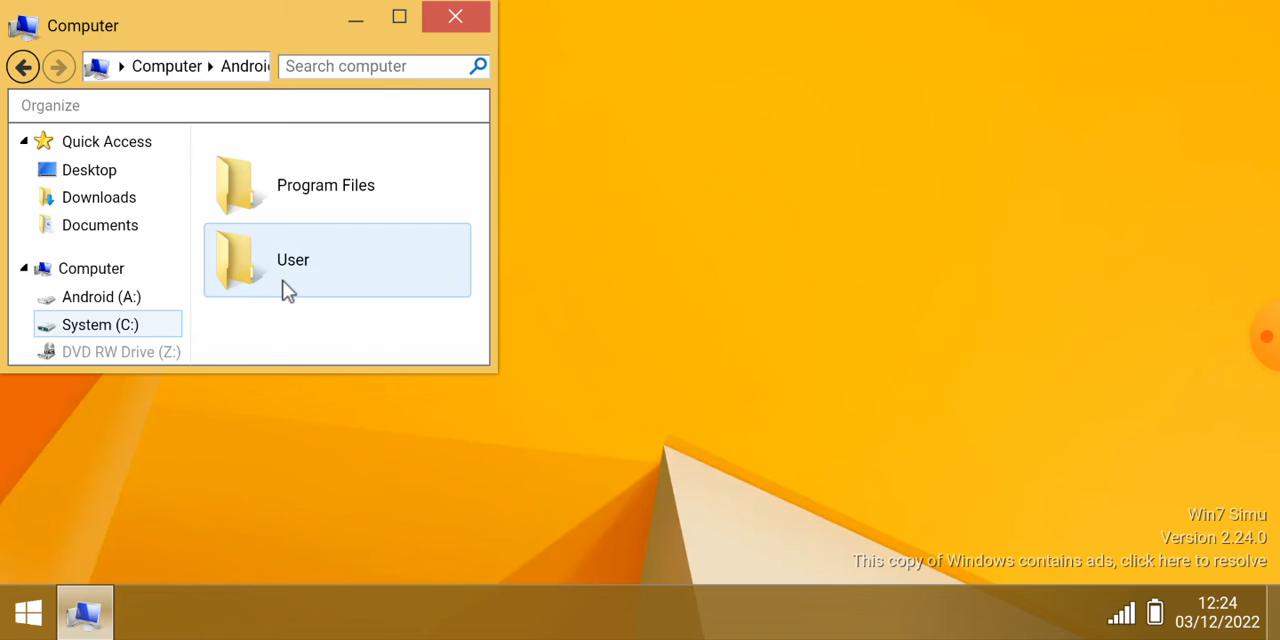 Computer
Computer Androi
Search computer
Organize
Quick Access
Desktop
Downloads
Documents
Computer
Android (A:)
System (C:)
DVD RW Drive (Z:)
Program Files
User
Win7 Simu
Version 2.24.0
This copy of Windows contains ads, click here to resolve
12:24
03/12/2022